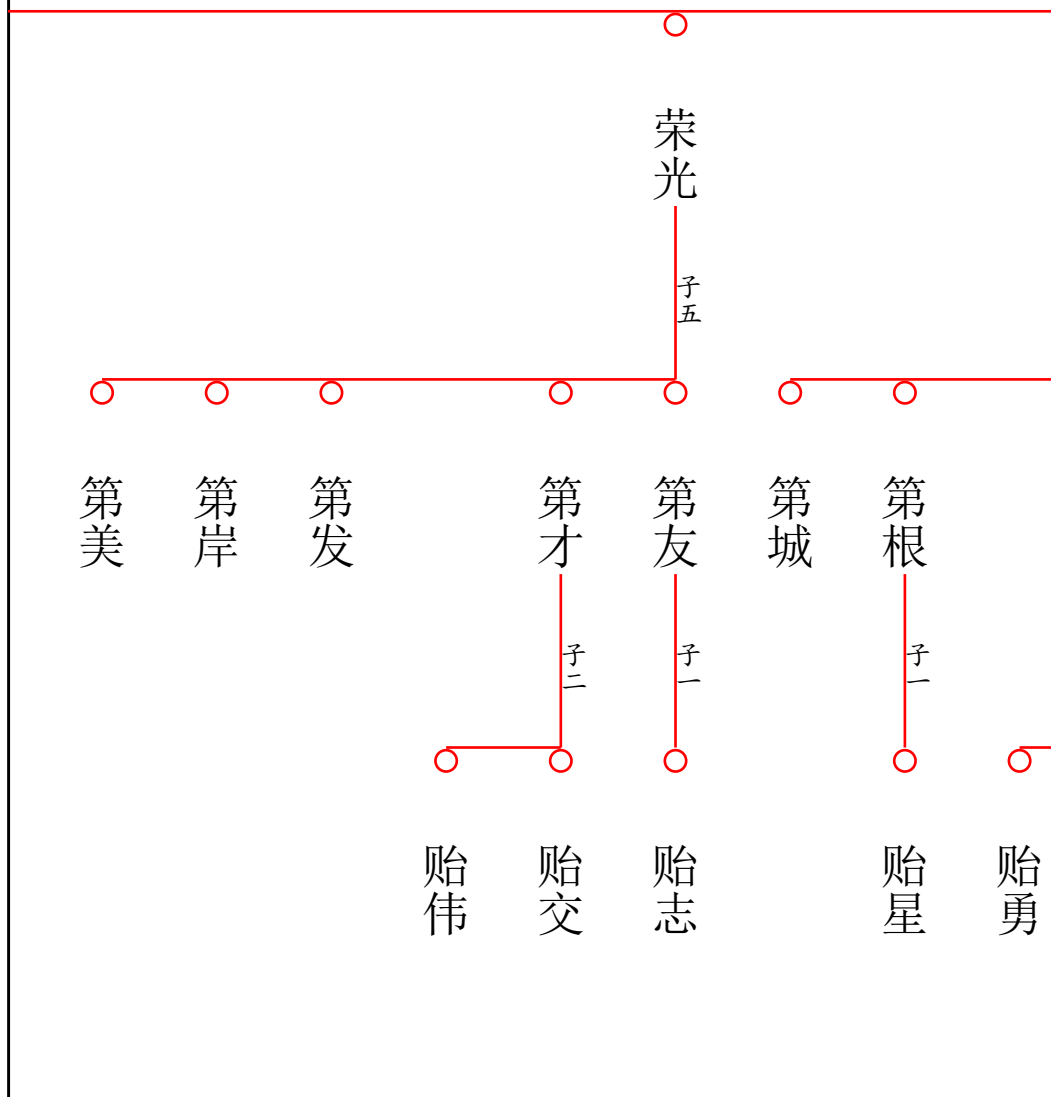 荣光
子五
第根
第城
第友
第才
第发
第岸
第美
子一
子一
子二
贻勇
贻星
贻志
贻交
贻伟